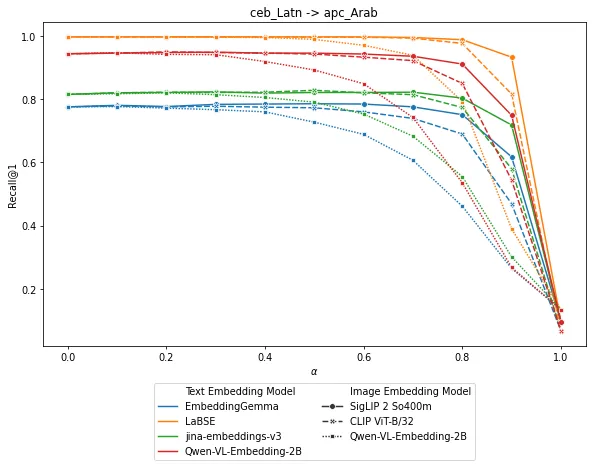 ceb_Latn -> apc_Arab
Recall@1
1.0
0.8
0.6
0.4
0.2
0.0 0.2 0.4 0.6 0.8 1.0
α
Text Embedding Model
EmbeddingGemma
LaBSE
jina-embeddings-v3
Qwen-VL-Embedding-2B
Image Embedding Model
SigLIP 2 So400m
CLIP ViT-B/32
Qwen-VL-Embedding-2B